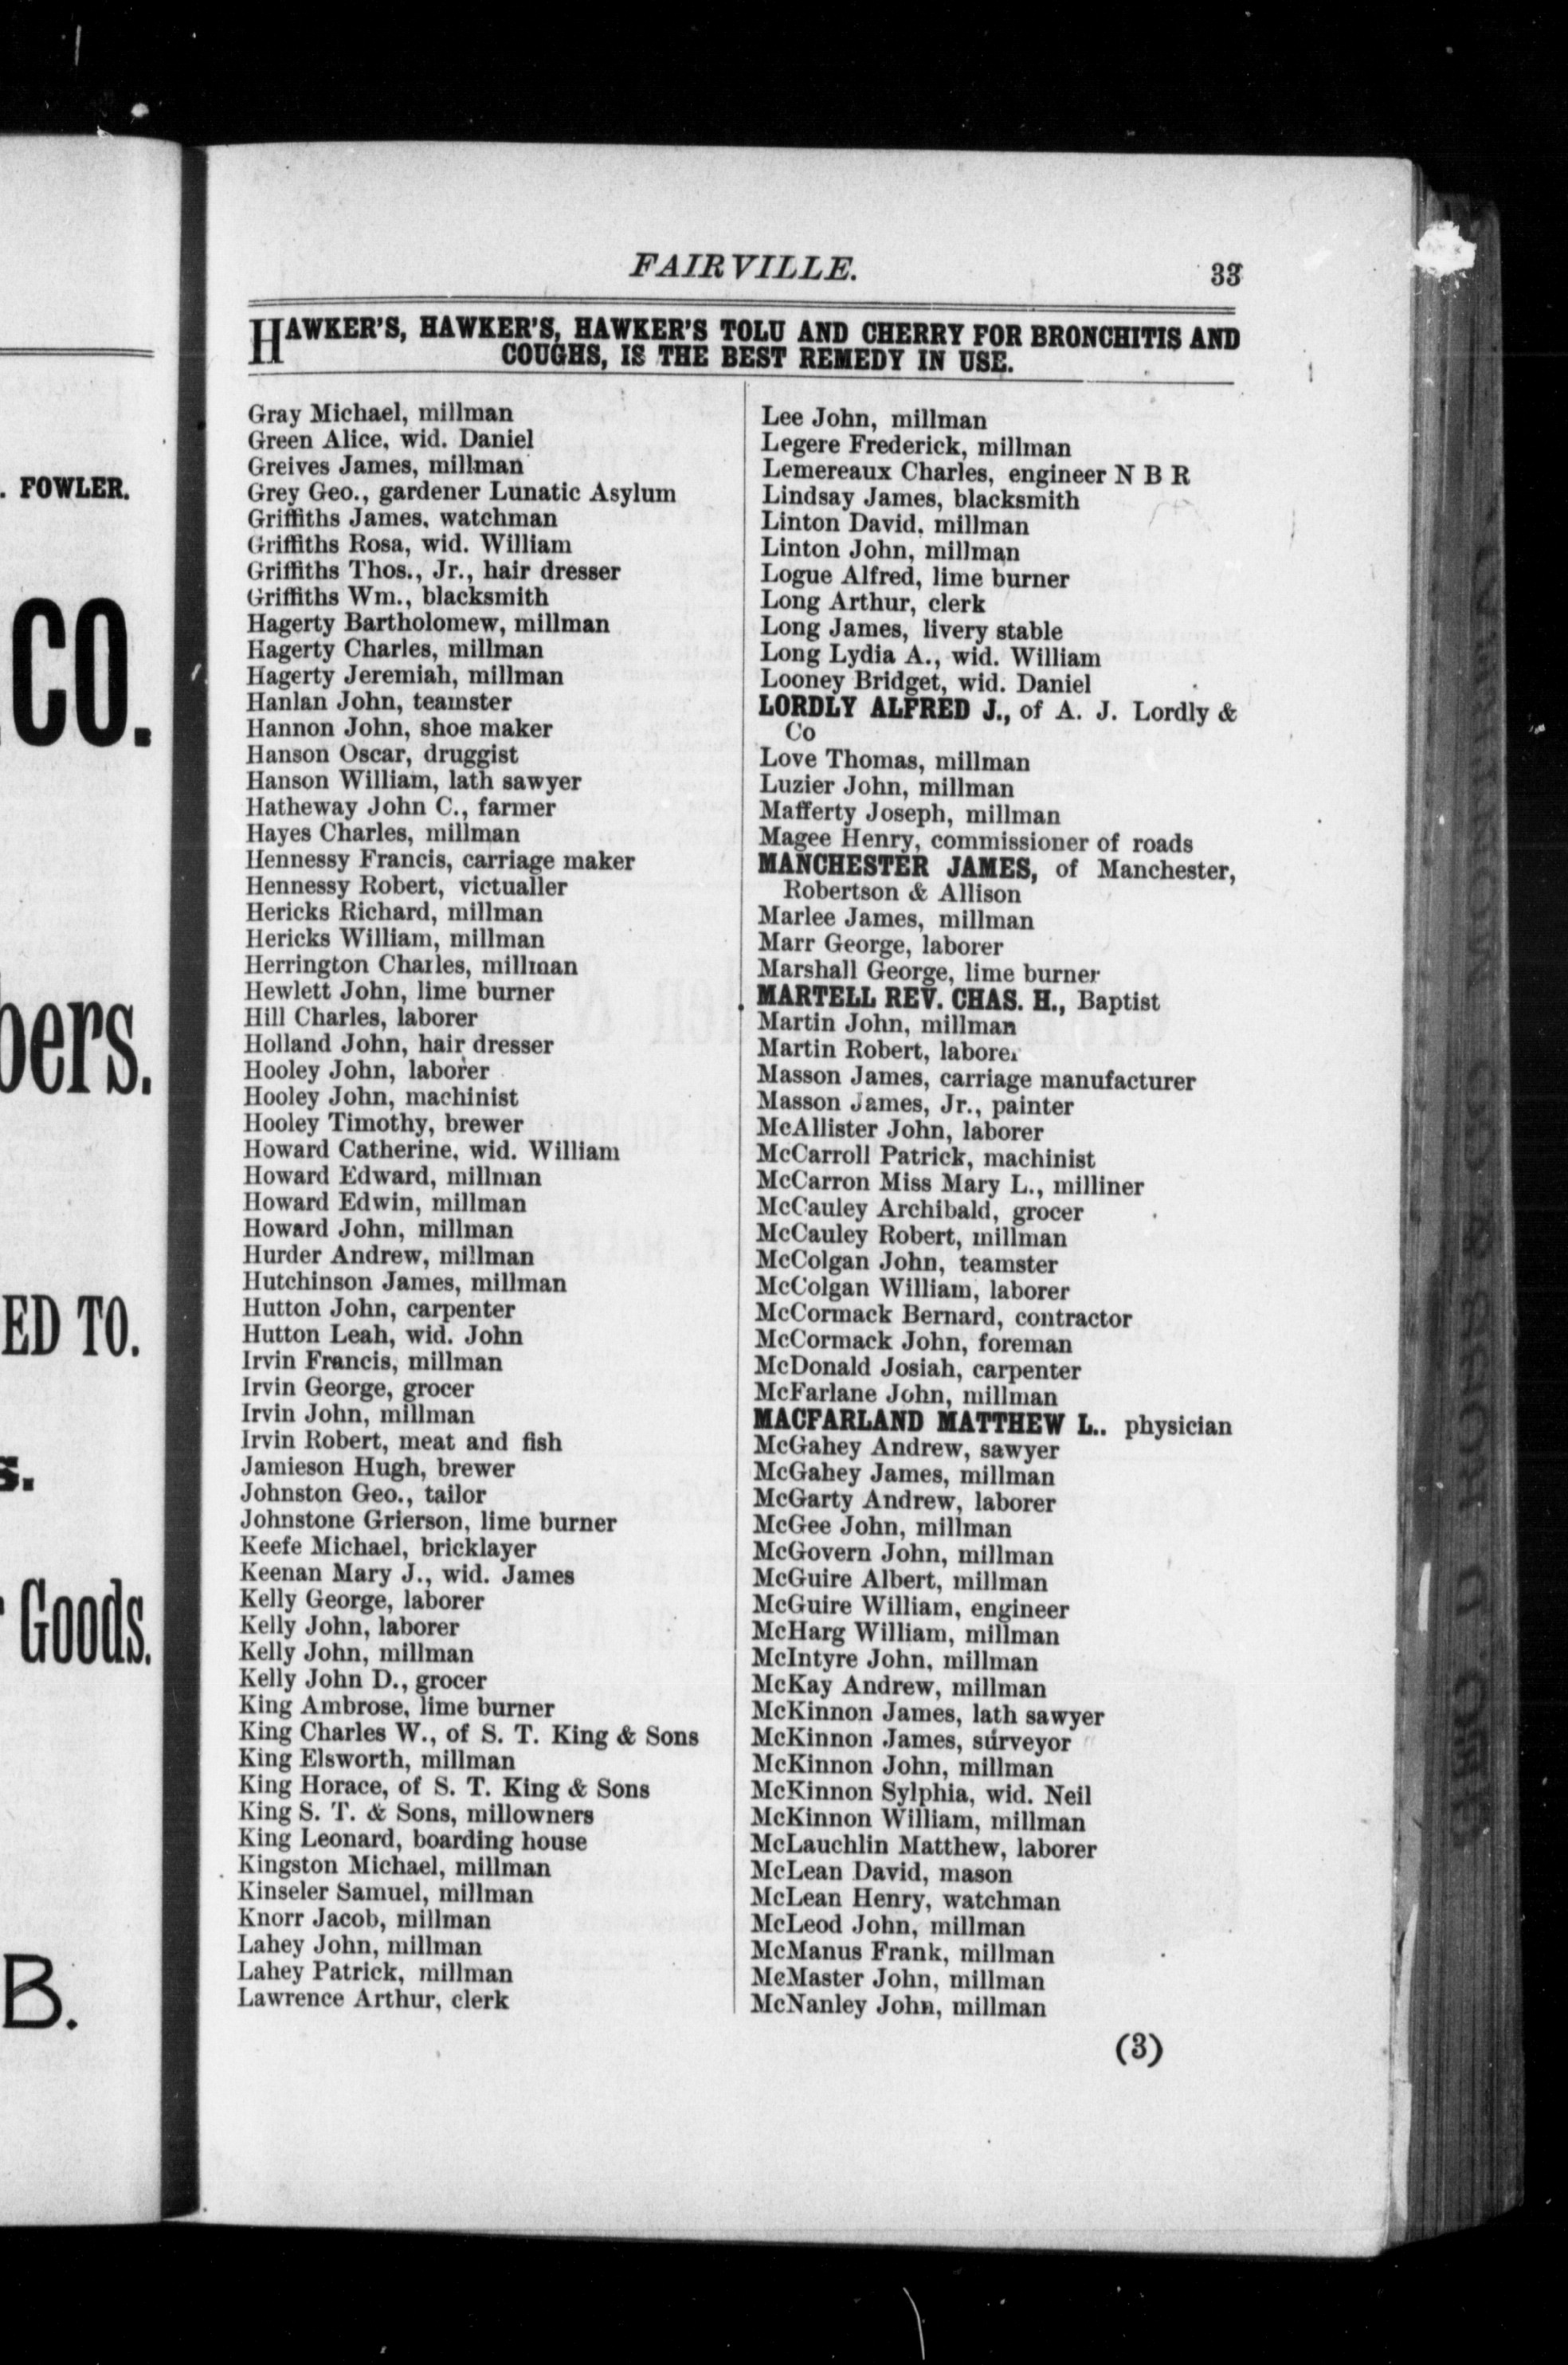 . FOWLER.
CO.
bers.
ED TO.
s.
Goods.
B.
FAIRVILLE.
33
HAWKER'S, HAWKER'S, HAWKER'S TOLU AND CHERRY FOR BRONCHITIS AND
COUGHS, IS THE BEST REMEDY IN USE.
Gray Michael, millman
Green Alice, wid. Daniel
Greives James, millman
Grey Geo., gardener Lunatic Asylum
Griffiths James, watchman
Griffiths Rosa, wid. William
Griffiths Thos., Jr., hair dresser
Griffiths Wm., blacksmith
Hagerty Bartholomew, millman
Hagerty Charles, millman
Hagerty Jeremiah, millman
Hanlan John, teamster
Hannon John, shoe maker
Hanson Oscar, druggist
Hanson William, lath sawyer
Hatheway John C., farmer
Hayes Charles, millman
Hennessy Francis, carriage maker
Hennessy Robert, victualler
Hericks Richard, millman
Hericks William, millman
Herrington Charles, millman
Hewlett John, lime burner
Hill Charles, laborer
Holland John, hair dresser
Hooley John, laborer
Hooley John, machinist
Hooley Timothy, brewer
Howard Catherine, wid. William
Howard Edward, millman
Howard Edwin, millman
Howard John, millman
Hurder Andrew, millman
Hutchinson James, millman
Hutton John, carpenter
Hutton Leah, wid. John
Irvin Francis, millman
Irvin George, grocer
Irvin John, millman
Irvin Robert, meat and fish
Jamieson Hugh, brewer
Johnston Geo., tailor
Johnstone Grierson, lime burner
Keefe Michael, bricklayer
Keenan Mary J., wid. James
Kelly George, laborer
Kelly John, laborer
Kelly John, millman
Kelly John D., grocer
King Ambrose, lime burner
King Charles W., of S. T. King & Sons
King Elsworth, millman
King Horace, of S. T. King & Sons
King S. T. & Sons, millowners
King Leonard, boarding house
Kingston Michael, millman
Kinseler Samuel, millman
Knorr Jacob, millman
Lahey John, millman
Lahey Patrick, millman
Lawrence Arthur, clerk
Lee John, millman
Legere Frederick, millman
Lemereaux Charles, engineer N B R
Lindsay James, blacksmith
Linton David, millman
Linton John, millman
Logue Alfred, lime burner
Long Arthur, clerk
Long James, livery stable
Long Lydia A., wid. William
Looney Bridget, wid. Daniel
LORDLY ALFRED J., of A. J. Lordly &
Co
Love Thomas, millman
Luzier John, millman
Mafferty Joseph, millman
Magee Henry, commissioner of roads
MANCHESTER JAMES, of Manchester,
Robertson & Allison
Marlee James, millman
Marr George, laborer
Marshall George, lime burner
MARTELL REV. CHAS. H., Baptist
Martin John, millman
Martin Robert, laborer
Masson James, carriage manufacturer
Masson James, Jr., painter
McAllister John, laborer
McCarroll Patrick, machinist
McCarron Miss Mary L., milliner
McCauley Archibald, grocer
McCauley Robert, millman
McColgan John, teamster
McColgan William, laborer
McCormack Bernard, contractor
McCormack John, foreman
McDonald Josiah, carpenter
McFarlane John, millman
MACFARLAND MATTHEW L.. physician
McGahey Andrew, sawyer
McGahey James, millman
McGarty Andrew, laborer
McGee John, millman
McGovern John, millman
McGuire Albert, millman
McGuire William, engineer
McHarg William, millman
McIntyre John, millman
McKay Andrew, millman
McKinnon James, lath sawyer
McKinnon James, surveyor
McKinnon John, millman
McKinnon Sylphia, wid. Neil
McKinnon William, millman
McLauchlin Matthew, laborer
McLean David, mason
McLean Henry, watchman
McLeod John, millman
McManus Frank, millman
McMaster John, millman
McNanley John, millman
(3)